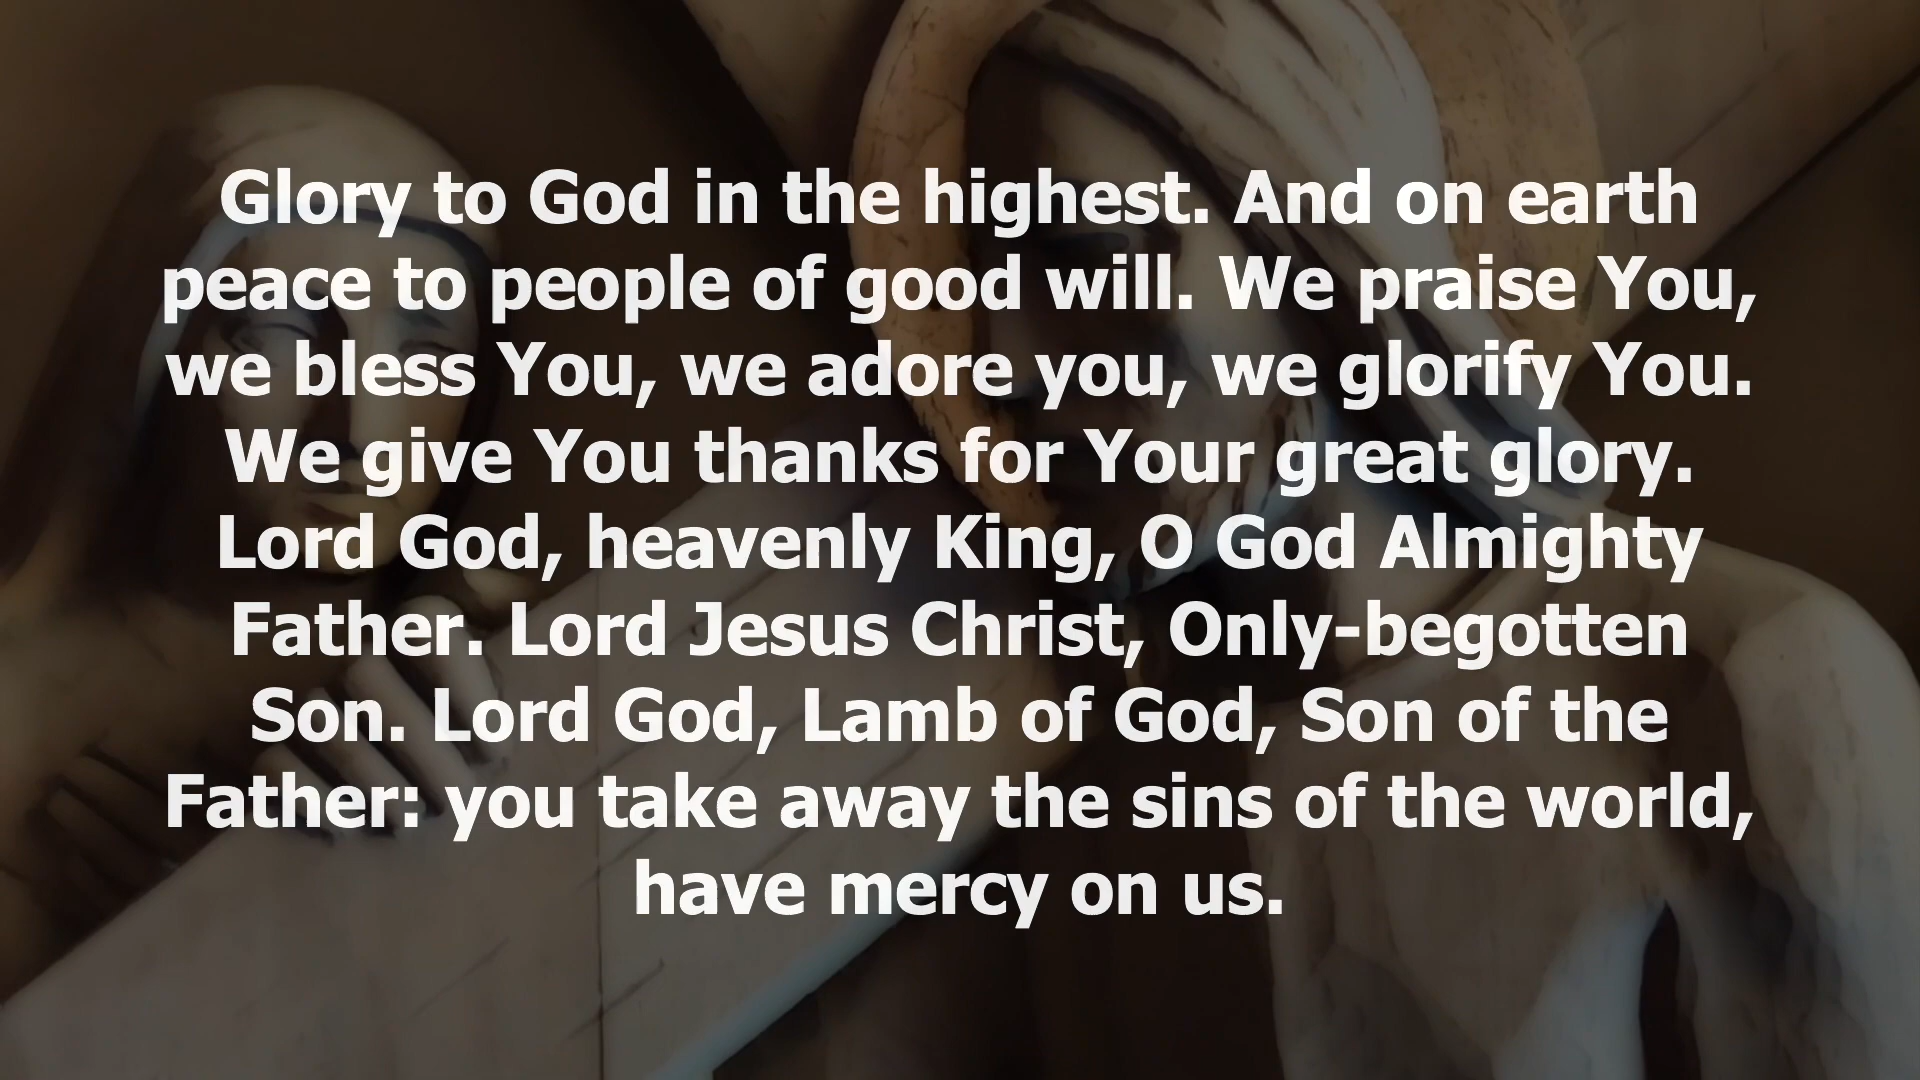 Glory to God in the highest. And on earth
peace to people of good will. We praise You,
we bless You, we adore you, we glorify You.
We give You thanks for Your great glory.
Lord God, heavenly King, O God Almighty
Father. Lord Jesus Christ, Only-begotten
Son. Lord God, Lamb of God, Son of the
Father: you take away the sins of the world,
have mercy on us.